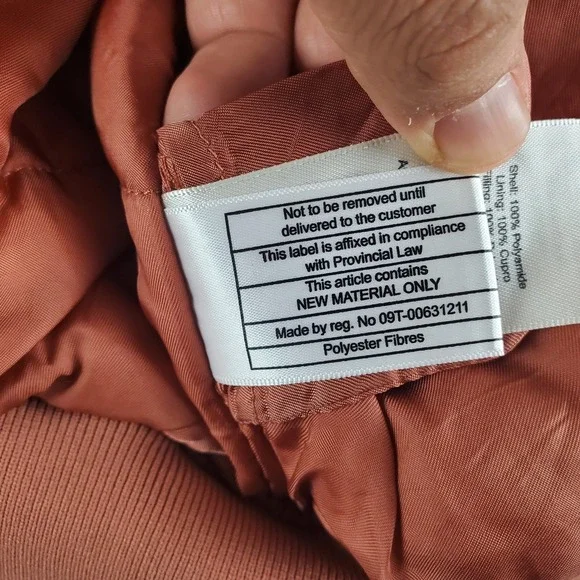 Not to be removed until
delivered to the customer
This label is affixed in compliance
with Provincial Law
This article contains
NEW MATERIAL ONLY
Made by reg. No 09T-00631211
Polyester Fibres
Shell: 100% Polyamide
Lining: 100% Cupro